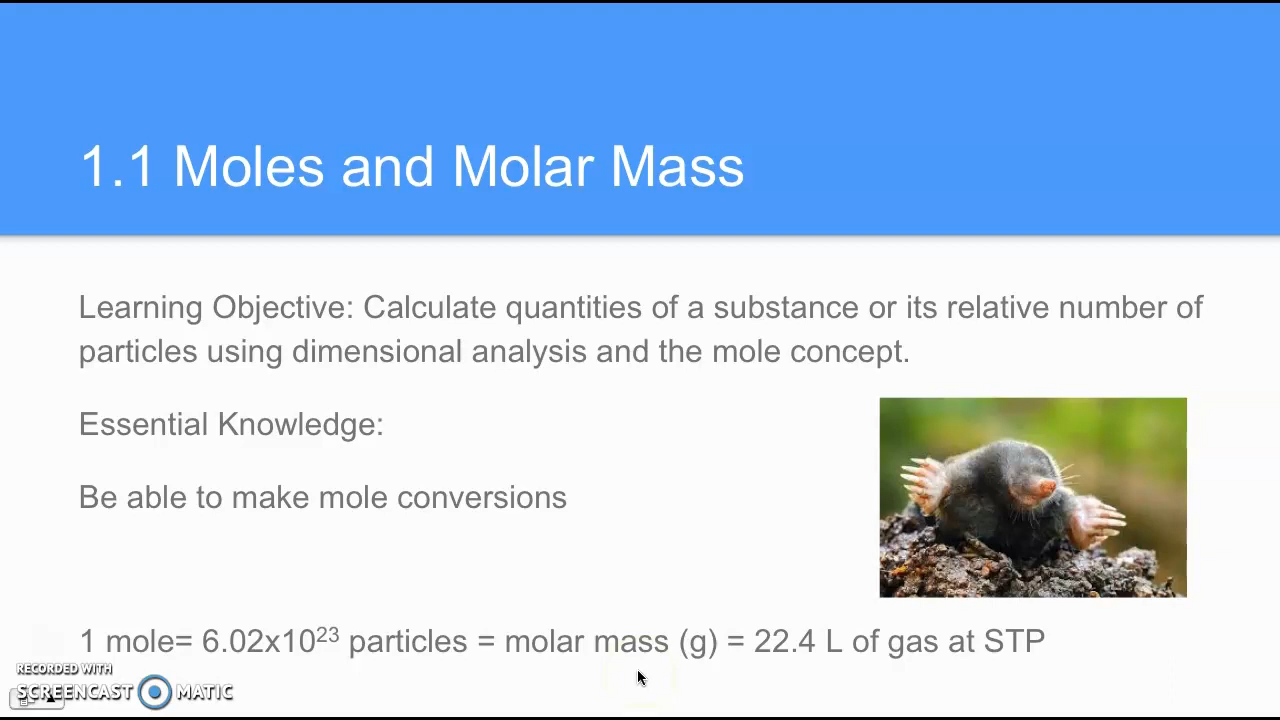 1.1 Moles and Molar Mass
Learning Objective: Calculate quantities of a substance or its relative number of
particles using dimensional analysis and the mole concept.
Essential Knowledge:
Be able to make mole conversions
1 mole= 6.02x10²³ particles = molar mass (g) = 22.4 L of gas at STP
RECORDED WITH
SCREENCAST MATIC